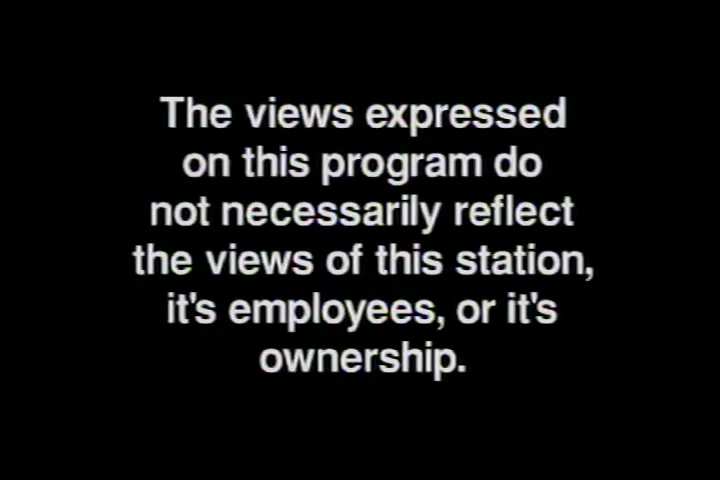 The views expressed
on this program do
not necessarily reflect
the views of this station,
it's employees, or it's
ownership.